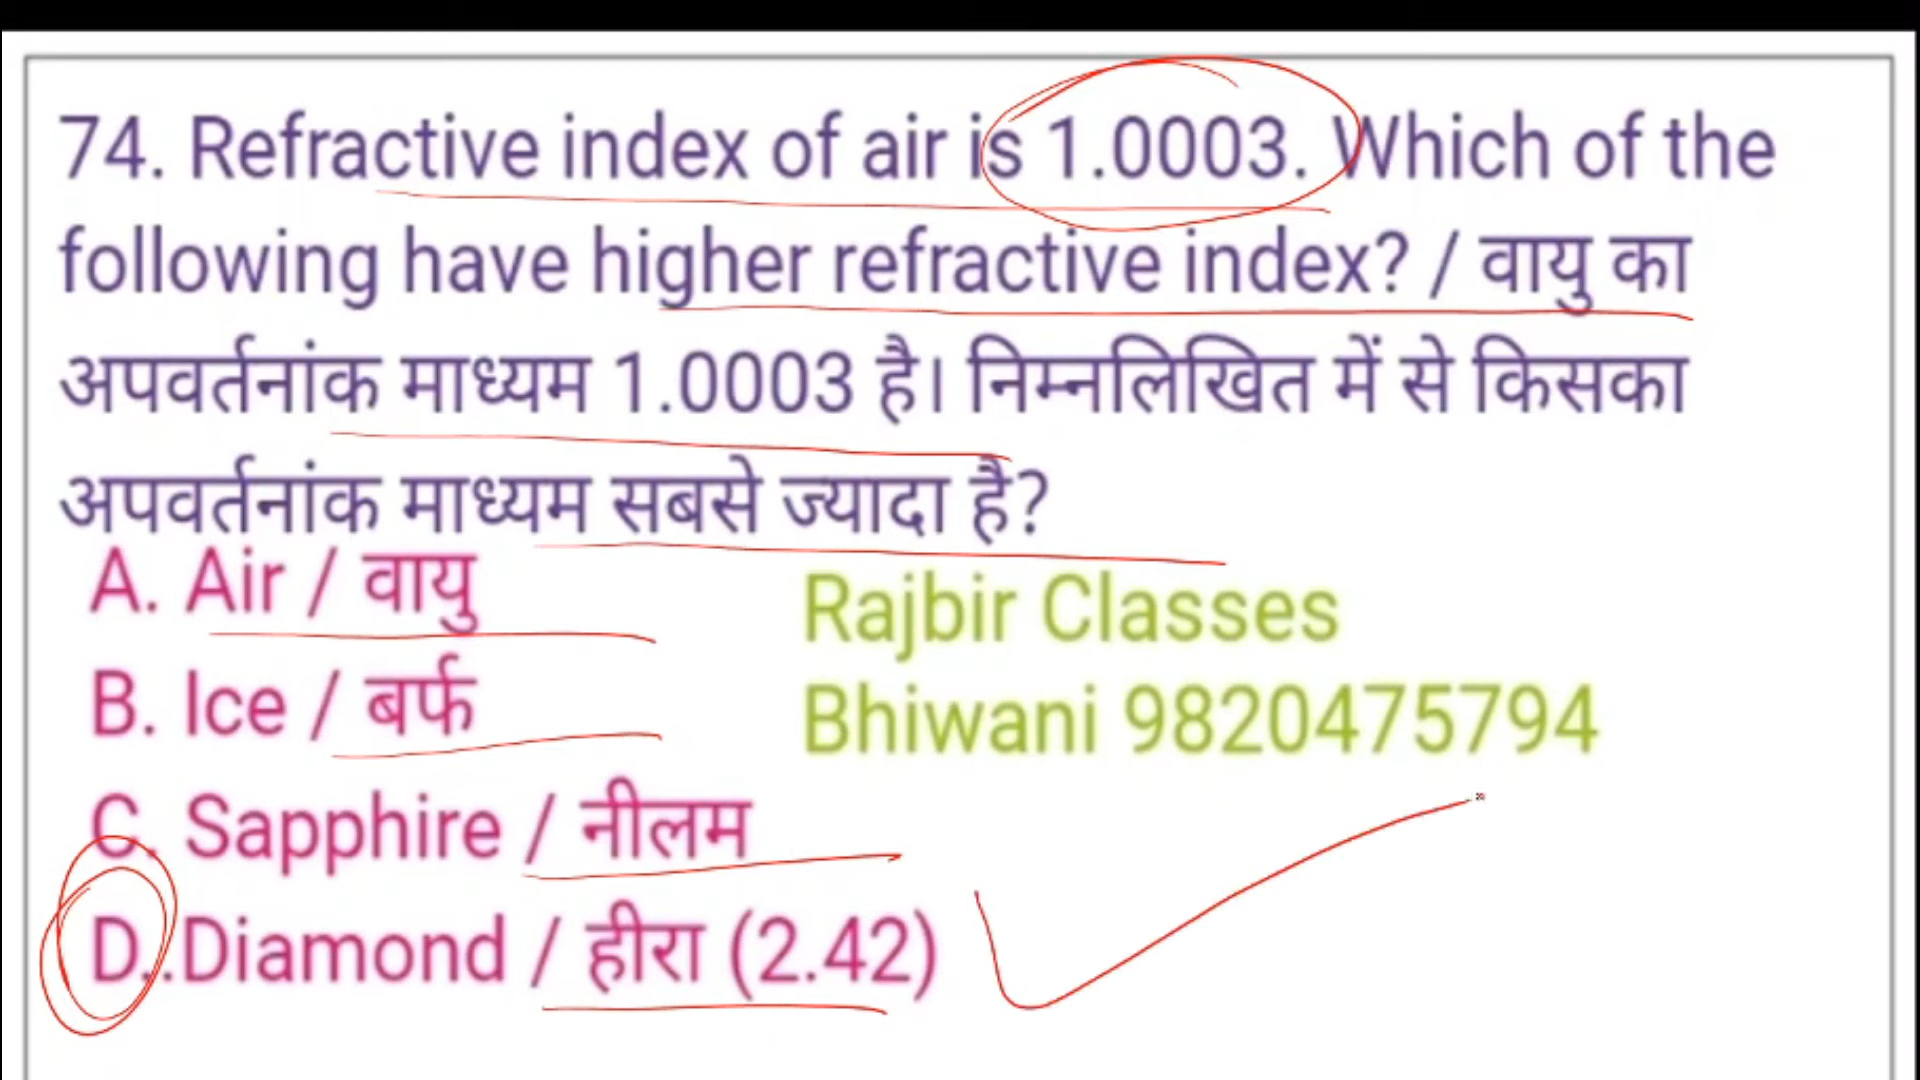 74. Refractive index of air is 1.0003. Which of the
following have higher refractive index? / वायु का
अपवर्तनांक माध्यम 1.0003 है। निम्नलिखित में से किसका
अपवर्तनांक माध्यम सबसे ज्यादा है?
A. Air / वायु
B. Ice / बर्फ
C. Sapphire / नीलम
D..Diamond / हीरा (2.42)
Rajbir Classes
Bhiwani 9820475794